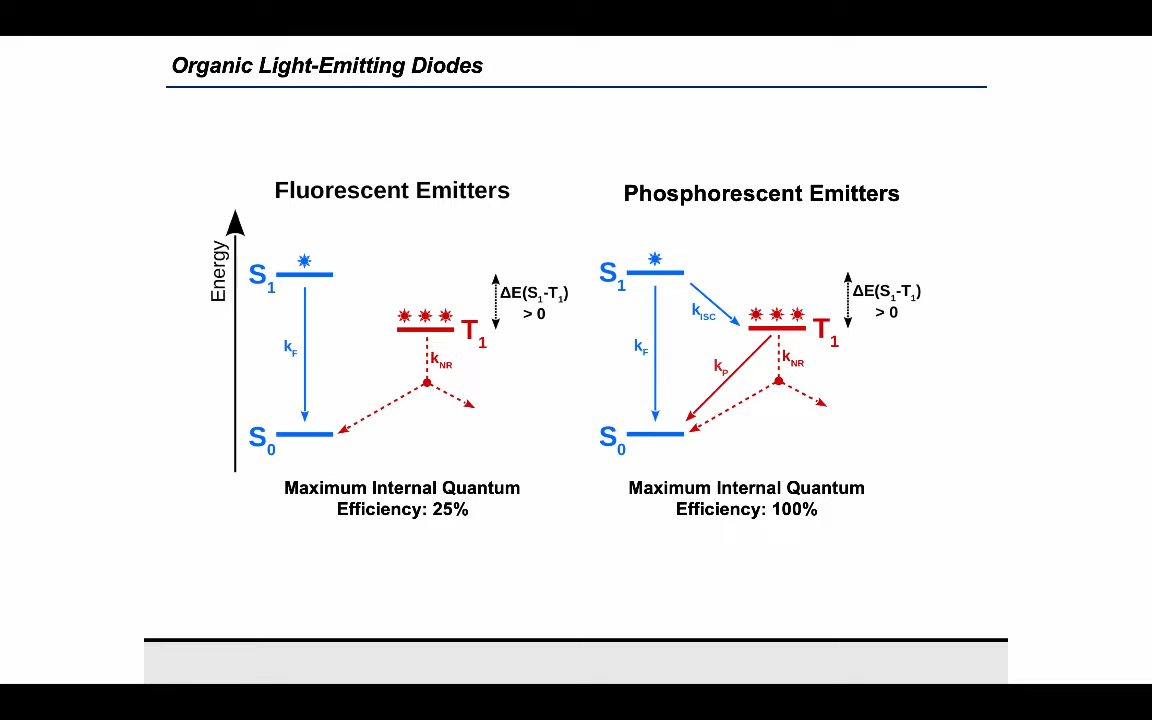 Organic Light-Emitting Diodes
Fluorescent Emitters
Energy
S1
kF
S0
T1
kNR
ΔE(S1-T1)
> 0
Maximum Internal Quantum
Efficiency: 25%
Phosphorescent Emitters
S1
kISC
kF
S0
T1
kP
kNR
ΔE(S1-T1)
> 0
Maximum Internal Quantum
Efficiency: 100%